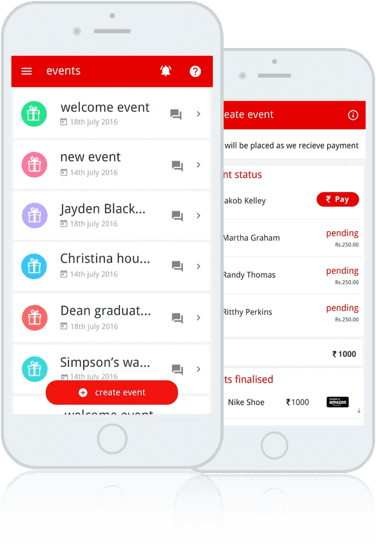 events
welcome event
18th july 2016
new event
14th july 2016
Jayden Black...
18th july 2016
Christina hou...
14th july 2016
Dean graduat...
18th july 2016
Simpson's wa...
14th july 2016
create event
welcome event
eate event
will be placed as we recieve payment
nt status
akob Kelley
₹ Pay
Martha Graham
pending
Rs.250.00
Randy Thomas
pending
Rs.250.00
Ritthy Perkins
pending
Rs.250.00
₹ 1000
ts finalised
Nike Shoe ₹ 1000 amazon